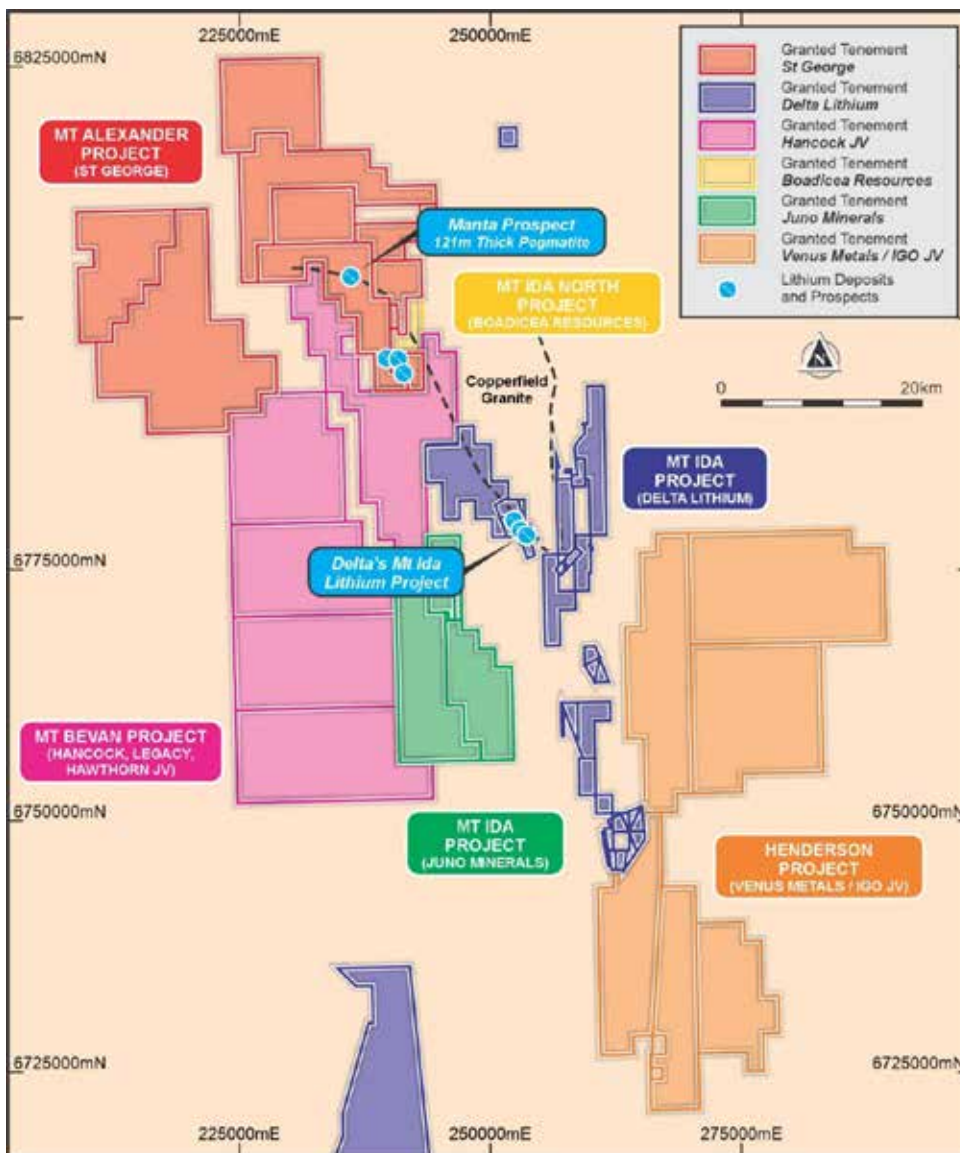 225000mE
250000mE
6825000mN
Granted Tenement
St George
Granted Tenement
Delta Lithium
Granted Tenement
Hancock JV
Granted Tenement
Boadicea Resources
Granted Tenement
Juno Minerals
Granted Tenement
Venus Metals / IGO JV
Lithium Deposits
and Prospects
MT ALEXANDER
PROJECT
(ST GEORGE)
Manta Prospect
121m Thick Pegmatite
MT IDA NORTH
PROJECT
(BOADICEA RESOURCES)
N
0
20km
Copperfield
Granite
MT IDA
PROJECT
(DELTA LITHIUM)
6775000mN
Delta's Mt Ida
Lithium Project
MT BEVAN PROJECT
(HANCOCK, LEGACY,
HAWTHORN JV)
6750000mN
6750000mN
MT IDA
PROJECT
(JUNO MINERALS)
HENDERSON
PROJECT
(VENUS METALS / IGO JV)
6725000mN
6725000mN
225000mE
250000mE
275000mE